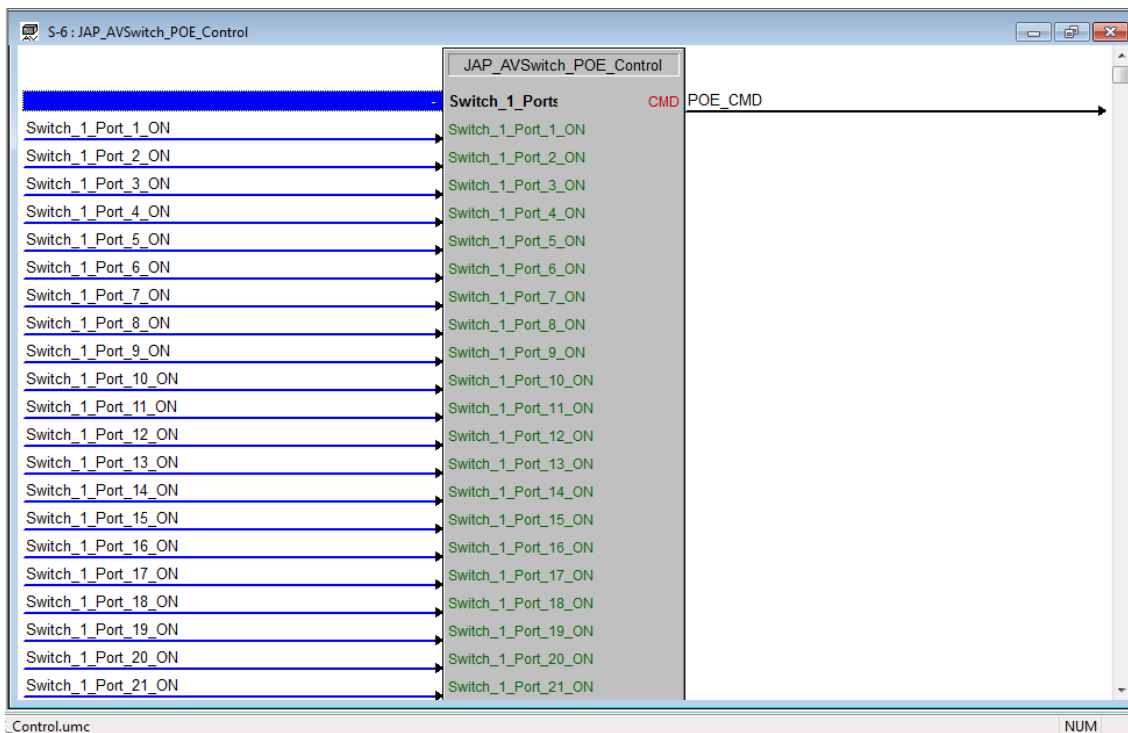 S-6 : JAP_AVSwitch_POE_Control
JAP_AVSwitch_POE_Control
- Switch_1_Ports CMD POE_CMD
Switch_1_Port_1_ON Switch_1_Port_1_ON
Switch_1_Port_2_ON Switch_1_Port_2_ON
Switch_1_Port_3_ON Switch_1_Port_3_ON
Switch_1_Port_4_ON Switch_1_Port_4_ON
Switch_1_Port_5_ON Switch_1_Port_5_ON
Switch_1_Port_6_ON Switch_1_Port_6_ON
Switch_1_Port_7_ON Switch_1_Port_7_ON
Switch_1_Port_8_ON Switch_1_Port_8_ON
Switch_1_Port_9_ON Switch_1_Port_9_ON
Switch_1_Port_10_ON Switch_1_Port_10_ON
Switch_1_Port_11_ON Switch_1_Port_11_ON
Switch_1_Port_12_ON Switch_1_Port_12_ON
Switch_1_Port_13_ON Switch_1_Port_13_ON
Switch_1_Port_14_ON Switch_1_Port_14_ON
Switch_1_Port_15_ON Switch_1_Port_15_ON
Switch_1_Port_16_ON Switch_1_Port_16_ON
Switch_1_Port_17_ON Switch_1_Port_17_ON
Switch_1_Port_18_ON Switch_1_Port_18_ON
Switch_1_Port_19_ON Switch_1_Port_19_ON
Switch_1_Port_20_ON Switch_1_Port_20_ON
Switch_1_Port_21_ON Switch_1_Port_21_ON
_Control.umc NUM